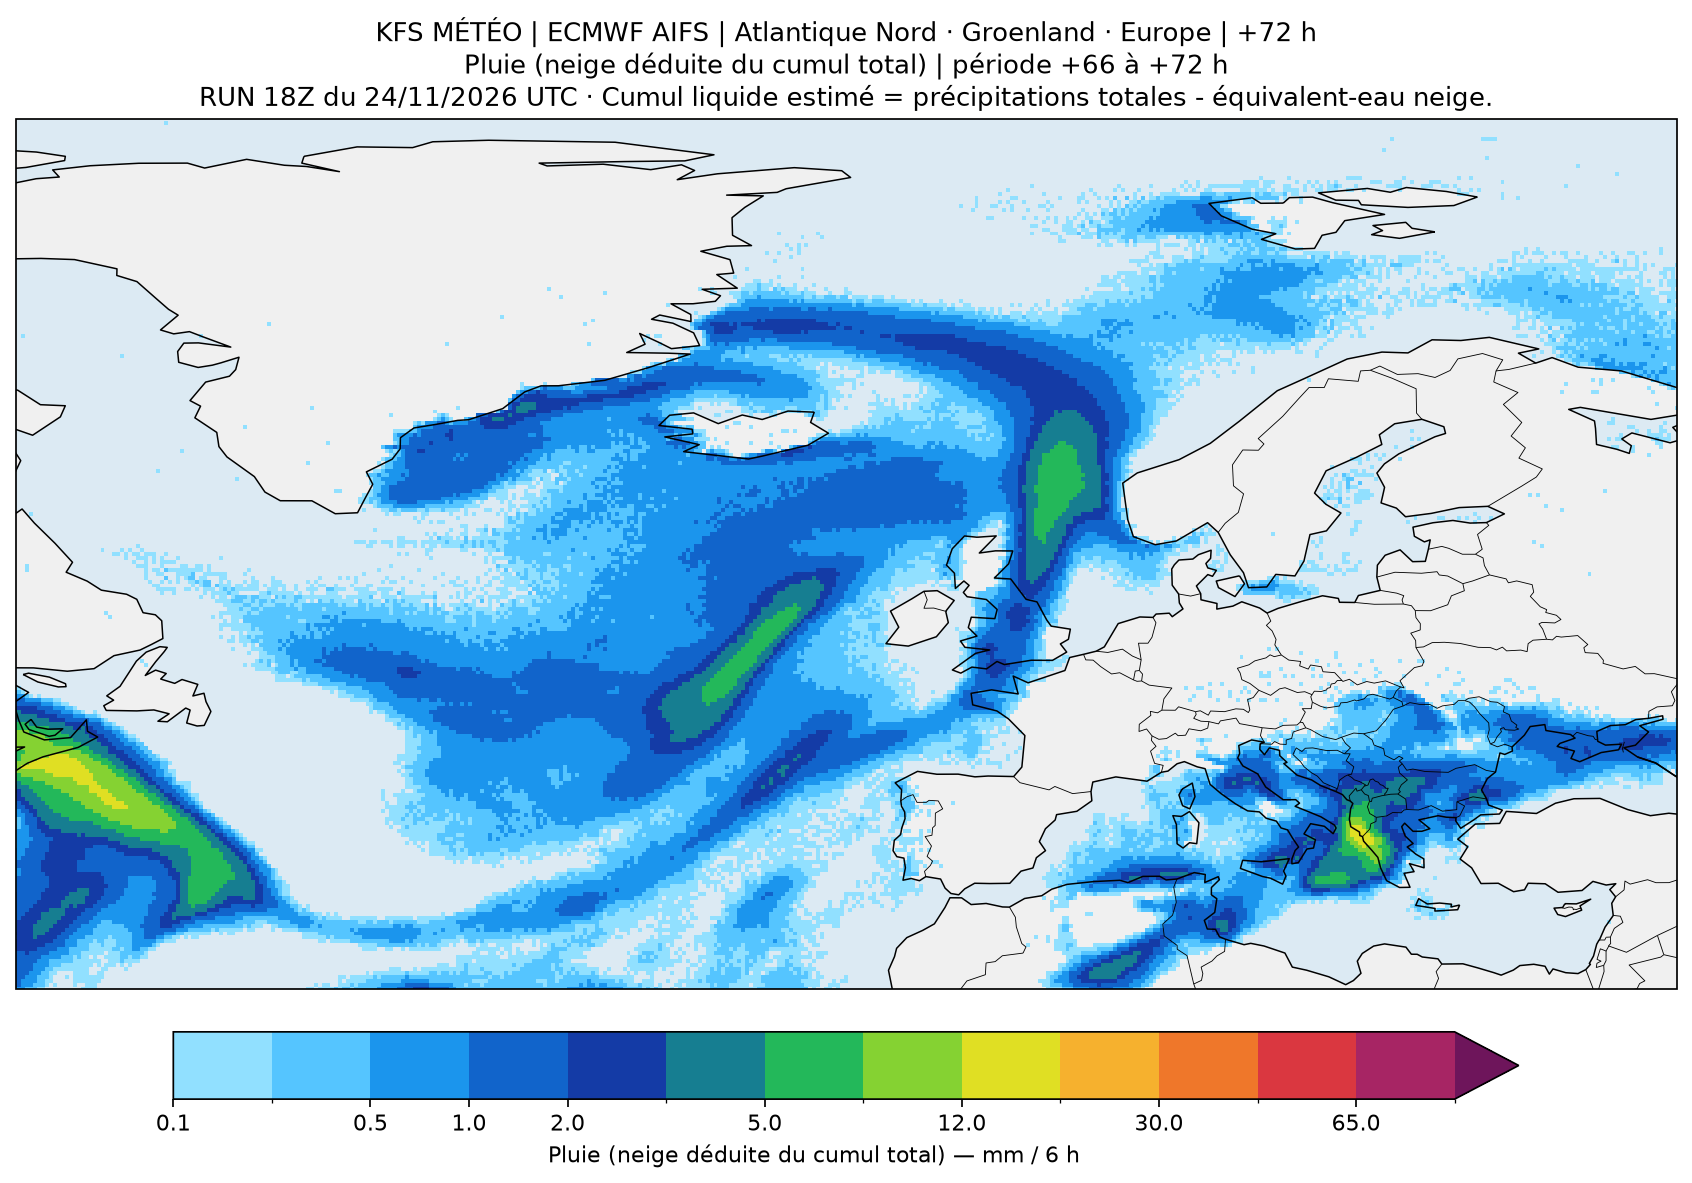 KFS MÉTÉO | ECMWF AIFS | Atlantique Nord · Groenland · Europe | +72 h
Pluie (neige déduite du cumul total) | période +66 à +72 h
RUN 18Z du 24/11/2026 UTC · Cumul liquide estimé = précipitations totales - équivalent-eau neige.
0.1 0.5 1.0 2.0 5.0 12.0 30.0 65.0
Pluie (neige déduite du cumul total) — mm / 6 h